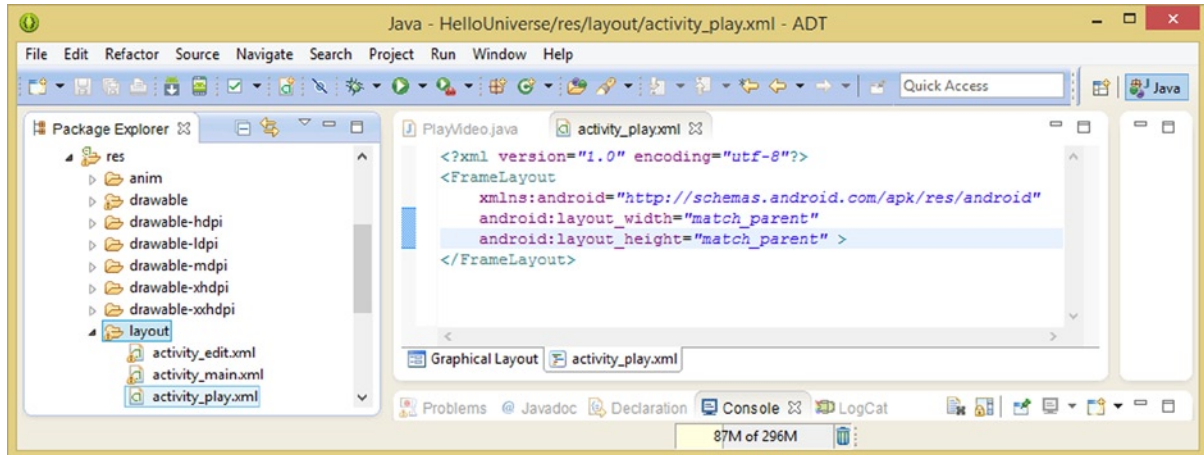 Java - HelloUniverse/res/layout/activity_play.xml - ADT
File Edit Refactor Source Navigate Search Project Run Window Help
Quick Access
Java
Package Explorer
res
anim
drawable
drawable-hdpi
drawable-ldpi
drawable-mdpi
drawable-xhdpi
drawable-xxhdpi
layout
activity_edit.xml
activity_main.xml
activity_play.xml
PlayVideo.java activity_play.xml
<?xml version="1.0" encoding="utf-8"?>
<FrameLayout
xmlns:android="http://schemas.android.com/apk/res/android"
android:layout_width="match_parent"
android:layout_height="match_parent" >
</FrameLayout>
Graphical Layout activity_play.xml
Problems @ Javadoc Declaration Console LogCat
87M of 296M